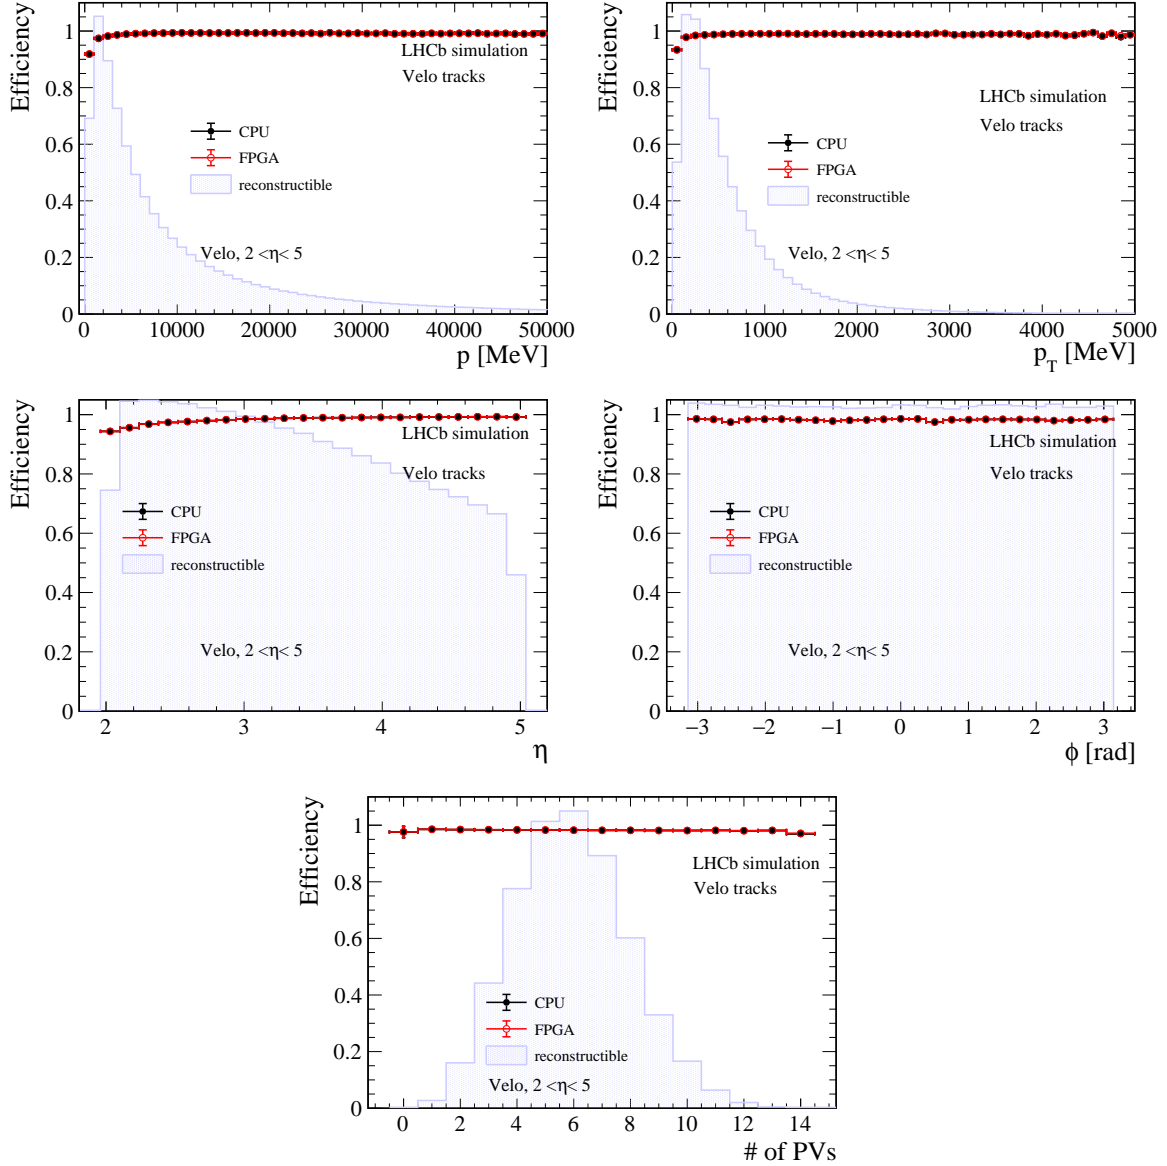 Efficiency
1
0.8
0.6
0.4
0.2
0
LHCb simulation
Velo tracks
CPU
FPGA
reconstructible
Velo, 2 <η< 5
0 10000 20000 30000 40000 50000
p [MeV]
Efficiency
1
0.8
0.6
0.4
0.2
0
LHCb simulation
Velo tracks
CPU
FPGA
reconstructible
Velo, 2 <η< 5
0 1000 2000 3000 4000 5000
p_T [MeV]
Efficiency
1
0.8
0.6
0.4
0.2
0
LHCb simulation
Velo tracks
CPU
FPGA
reconstructible
Velo, 2 <η< 5
2 3 4 5
η
Efficiency
1
0.8
0.6
0.4
0.2
0
LHCb simulation
Velo tracks
CPU
FPGA
reconstructible
Velo, 2 <η< 5
−3 −2 −1 0 1 2 3
ϕ [rad]
Efficiency
1
0.8
0.6
0.4
0.2
0
LHCb simulation
Velo tracks
CPU
FPGA
reconstructible
Velo, 2 <η< 5
0 2 4 6 8 10 12 14
# of PVs